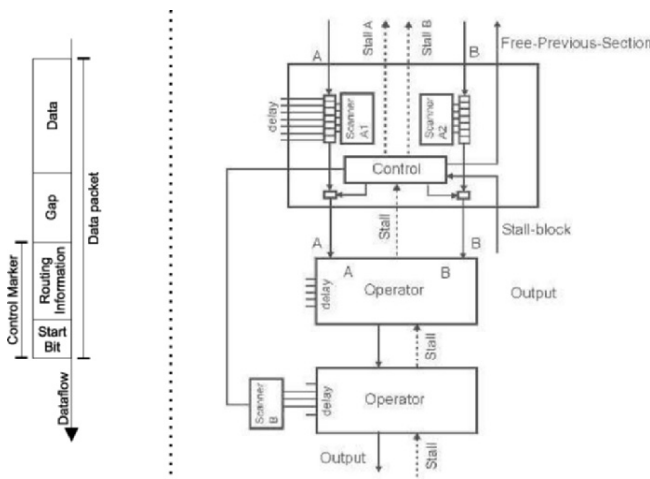 Data
Gap
Routing
Information
Start
Bit
Control Marker
Data packet
Dataflow
Stall A
Stall B
Free-Previous-Section
A
B
delay
Scanner
A1
Scanner
A2
Control
Stall
Stall-block
A
B
A
B
delay
Operator
Output
Stall
Scanner
B
delay
Operator
Output
Stall